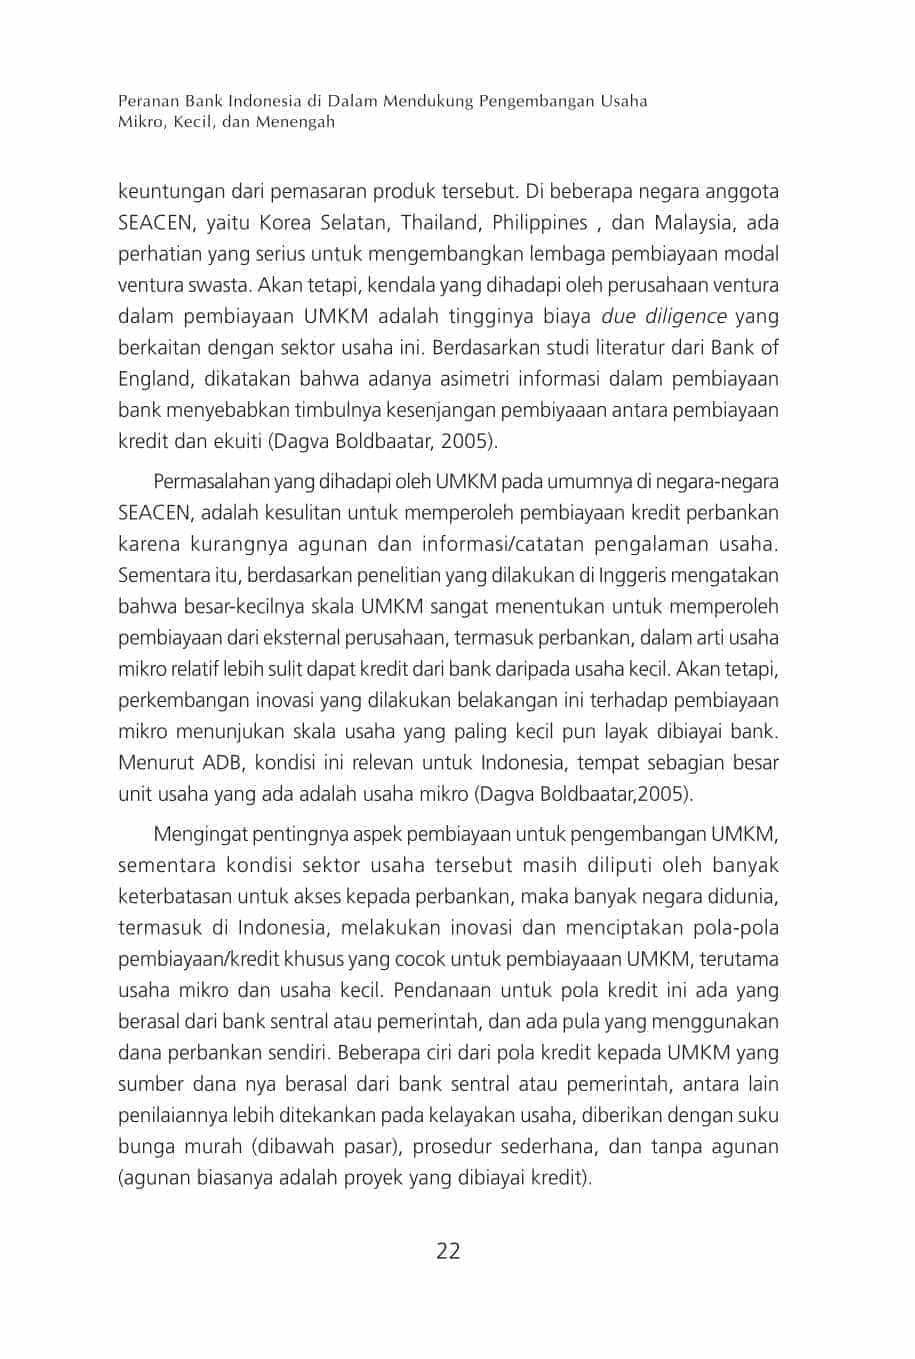 Peranan Bank Indonesia di Dalam Mendukung Pengembangan Usaha
Mikro, Kecil, dan Menengah
keuntungan dari pemasaran produk tersebut. Di beberapa negara anggota
SEACEN, yaitu Korea Selatan, Thailand, Philippines , dan Malaysia, ada
perhatian yang serius untuk mengembangkan lembaga pembiayaan modal
ventura swasta. Akan tetapi, kendala yang dihadapi oleh perusahaan ventura
dalam pembiayaan UMKM adalah tingginya biaya due diligence yang
berkaitan dengan sektor usaha ini. Berdasarkan studi literatur dari Bank of
England, dikatakan bahwa adanya asimetri informasi dalam pembiayaan
bank menyebabkan timbulnya kesenjangan pembiyaaan antara pembiayaan
kredit dan ekuiti (Dagva Boldbaatar, 2005).
Permasalahan yang dihadapi oleh UMKM pada umumnya di negara-negara
SEACEN, adalah kesulitan untuk memperoleh pembiayaan kredit perbankan
karena kurangnya agunan dan informasi/catatan pengalaman usaha.
Sementara itu, berdasarkan penelitian yang dilakukan di Inggeris mengatakan
bahwa besar-kecilnya skala UMKM sangat menentukan untuk memperoleh
pembiayaan dari eksternal perusahaan, termasuk perbankan, dalam arti usaha
mikro relatif lebih sulit dapat kredit dari bank daripada usaha kecil. Akan tetapi,
perkembangan inovasi yang dilakukan belakangan ini terhadap pembiayaan
mikro menunjukan skala usaha yang paling kecil pun layak dibiayai bank.
Menurut ADB, kondisi ini relevan untuk Indonesia, tempat sebagian besar
unit usaha yang ada adalah usaha mikro (Dagva Boldbaatar,2005).
Mengingat pentingnya aspek pembiayaan untuk pengembangan UMKM,
sementara kondisi sektor usaha tersebut masih diliputi oleh banyak
keterbatasan untuk akses kepada perbankan, maka banyak negara didunia,
termasuk di Indonesia, melakukan inovasi dan menciptakan pola-pola
pembiayaan/kredit khusus yang cocok untuk pembiayaaan UMKM, terutama
usaha mikro dan usaha kecil. Pendanaan untuk pola kredit ini ada yang
berasal dari bank sentral atau pemerintah, dan ada pula yang menggunakan
dana perbankan sendiri. Beberapa ciri dari pola kredit kepada UMKM yang
sumber dana nya berasal dari bank sentral atau pemerintah, antara lain
penilaiannya lebih ditekankan pada kelayakan usaha, diberikan dengan suku
bunga murah (dibawah pasar), prosedur sederhana, dan tanpa agunan
(agunan biasanya adalah proyek yang dibiayai kredit).
22